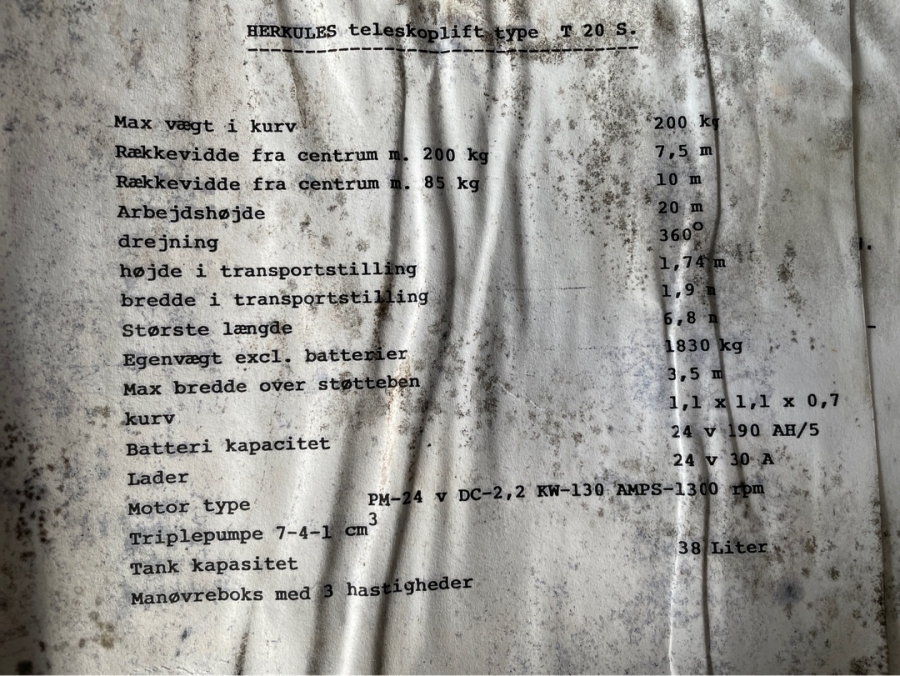 HERKULES teleskoplift type T 20 S.
Max vægt i kurv 200 kg
Rækkevidde fra centrum m. 200 kg 7,5 m
Rækkevidde fra centrum m. 85 kg 10 m
Arbejdshøjde 20 m
drejning 360°
højde i transportstilling 1,74 m
bredde i transportstilling 1,9 m
Største længde 6,8 m
Egenvægt excl. batterier 1830 kg
Max bredde over støtteben 3,5 m
kurv 1,1 x 1,1 x 0,7
Batteri kapacitet 24 v 190 AH/5
Lader 24 v 30 A
Motor type PM-24 v DC-2,2 KW-130 AMPS-1300 rpm
Triplepumpe 7-4-1 cm³
Tank kapasitet 38 Liter
Manøvreboks med 3 hastigheder